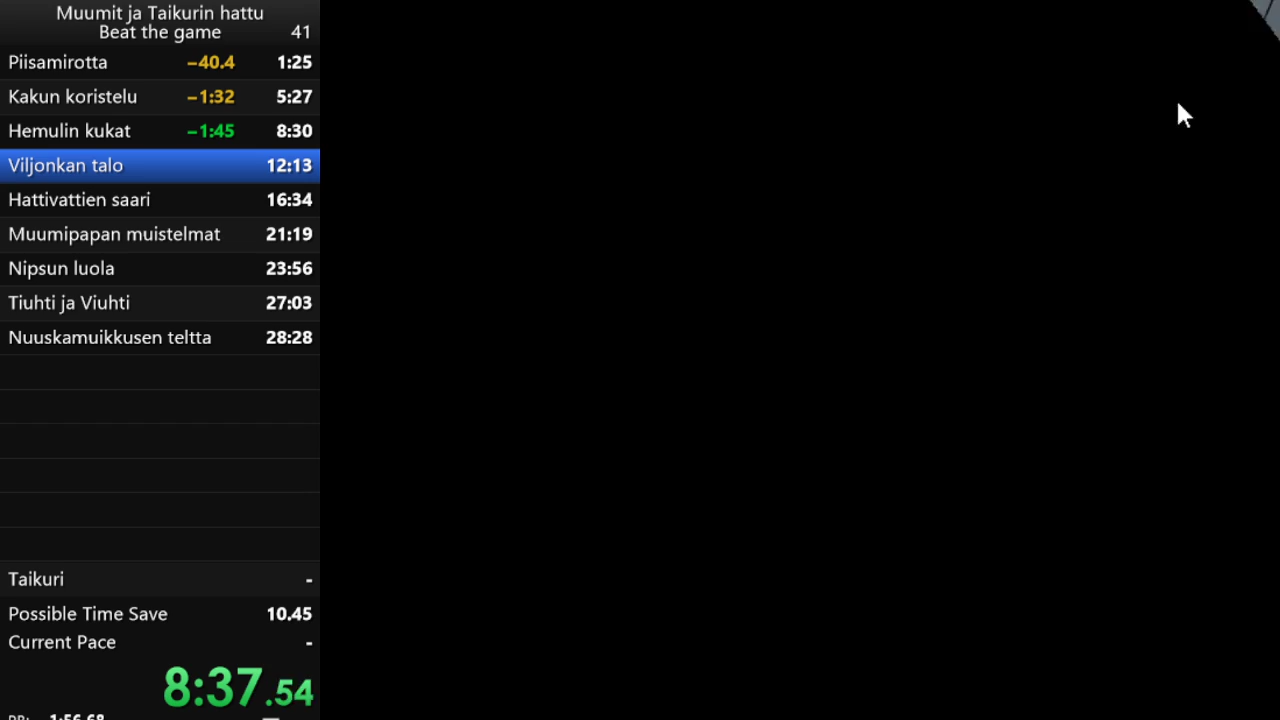 Muumit ja Taikurin hattu
Beat the game 41
Piisamirotta −40.4 1:25
Kakun koristelu −1:32 5:27
Hemulin kukat −1:45 8:30
Viljonkan talo 12:13
Hattivattien saari 16:34
Muumipapan muistelmat 21:19
Nipsun luola 23:56
Tiuhti ja Viuhti 27:03
Nuuskamuikkusen teltta 28:28
Taikuri -
Possible Time Save 10.45
Current Pace -
8:37.54
1:56.68